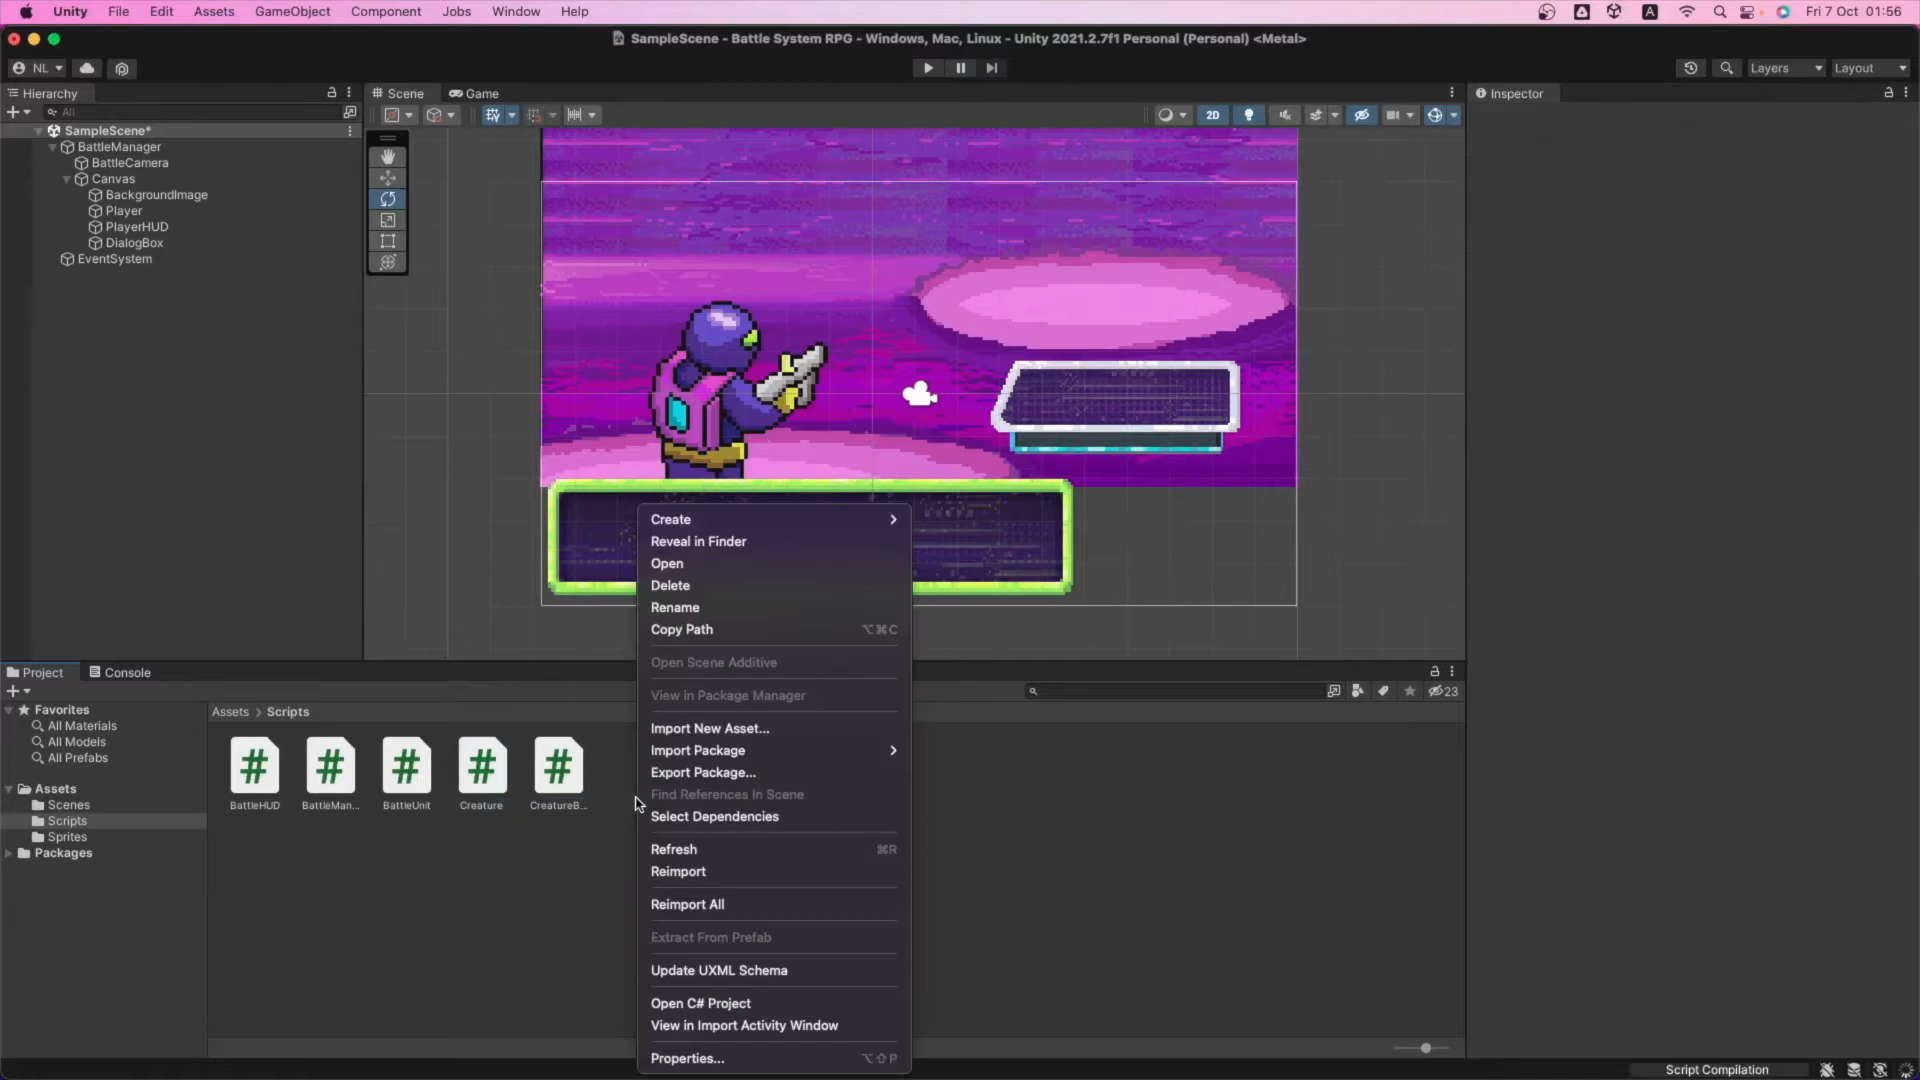 Unity File Edit Assets GameObject Component Jobs Window Help Fri 7 Oct 01:56
SampleScene - Battle System RPG - Windows, Mac, Linux - Unity 2021.2.7f1 Personal (Personal) <Metal>
NL Layers Layout
Hierarchy Scene Game Inspector
All 2D
SampleScene*
BattleManager
BattleCamera
Canvas
BackgroundImage
Player
PlayerHUD
DialogBox
EventSystem
Create
Reveal in Finder
Open
Delete
Rename
Copy Path ⌥⌘C
Open Scene Additive
View in Package Manager
Import New Asset...
Import Package
Export Package...
Find References In Scene
Select Dependencies
Refresh ⌘R
Reimport
Reimport All
Extract From Prefab
Update UXML Schema
Open C# Project
View in Import Activity Window
Properties... ⌥⇧P
Project Console
23
Favorites
All Materials
All Models
All Prefabs
Assets
Scenes
Scripts
Sprites
Packages
Assets > Scripts
# # # # #
BattleHUD BattleMan... BattleUnit Creature CreatureB...
Script Compilation